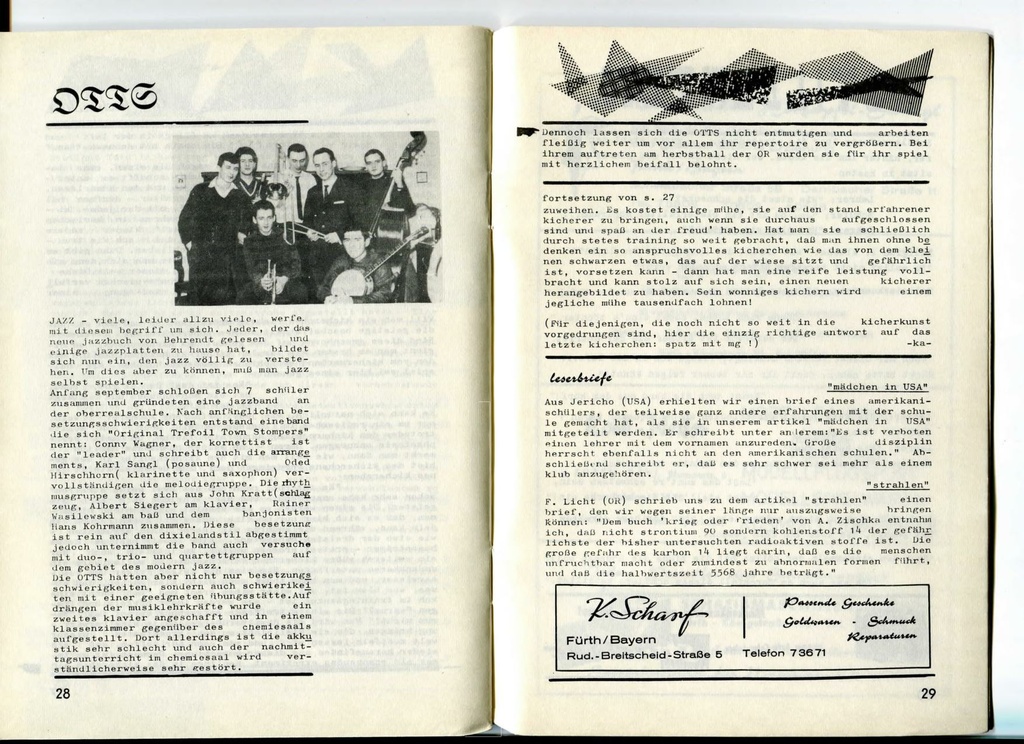 OTTS
JAZZ - viele, leider allzu viele, werfe.
mit diesem begriff um sich. Jeder, der das
neue jazzbuch von Behrendt gelesen und
einige jazzplatten zu hause hat, bildet
sich nun ein, den jazz völlig zu verste-
hen. Um dies aber zu können, muß man jazz
selbst spielen.
Anfang september schloßen sich 7 schüler
zusammen und gründeten eine jazzband an
der oberrealschule. Nach anfänglichen be-
setzungsschwierigkeiten entstand eine band
die sich "Original Trefoil Town Stompers"
nennt: Conny Wagner, der kornettist ist
der "leader" und schreibt auch die arrange
ments, Karl Sangl (posaune) und Oded
Hirschhorn( klarinette und saxophon) ver-
vollständigen die melodiegruppe. Die rhyth
musgruppe setzt sich aus John Kratt(schlag
zeug, Albert Siegert am klavier, Rainer
Wasilewski am baß und dem banjonisten
Hans Kohrmann zusammen. Diese besetzung
ist rein auf den dixielandstil abgestimmt
jedoch unternimmt die band auch versuche
mit duo-, trio- und quartettgruppen auf
dem gebiet des modern jazz.
Die OTTS hatten aber nicht nur besetzungs
schwierigkeiten, sondern auch schwierikei
ten mit einer geeigneten übungsstätte.Auf
drängen der musiklehrkräfte wurde ein
zweites klavier angeschafft und in einem
klassenzimmer gegenüber des chemiesaals
aufgestellt. Dort allerdings ist die akku
stik sehr schlecht und auch der nachmit-
tagsunterricht im chemiesaal wird ver-
ständlicherweise sehr gestört.
28
Dennoch lassen sich die OTTS nicht entmutigen und arbeiten
fleißig weiter um vor allem ihr repertoire zu vergrößern. Bei
ihrem auftreten am herbstball der OR wurden sie für ihr spiel
mit herzlichem beifall belohnt.
fortsetzung von s. 27
zuweihen. Es kostet einige mühe, sie auf den stand erfahrener
kicherer zu bringen, auch wenn sie durchaus aufgeschlossen
sind und spaß an der freud' haben. Hat man sie schließlich
durch stetes training so weit gebracht, daß man ihnen ohne be
denken ein so anspruchsvolles kicherchen wie das von dem klei
nen schwarzen etwas, das auf der wiese sitzt und gefährlich
ist, vorsetzen kann - dann hat man eine reife leistung voll-
bracht und kann stolz auf sich sein, einen neuen kicherer
herangebildet zu haben. Sein wonniges kichern wird einem
jegliche mühe tausendfach lohnen!
(Für diejenigen, die noch nicht so weit in die kicherkunst
vorgedrungen sind, hier die einzig richtige antwort auf das
letzte kicherchen: spatz mit mg !) -ka-
leserbriefe
"mädchen in USA"
Aus Jericho (USA) erhielten wir einen brief eines amerikani-
schülers, der teilweise ganz andere erfahrungen mit der schu-
le gemacht hat, als sie in unserem artikel "mädchen in USA"
mitgeteilt werden. Er schreibt unter anderem:"Es ist verboten
einen lehrer mit dem vornamen anzureden. Große disziplin
herrscht ebenfalls nicht an den amerikanischen schulen." Ab-
schließend schreibt er, daß es sehr schwer sei mehr als einem
klub anzugehören.
"strahlen"
F. Licht (OR) schrieb uns zu dem artikel "strahlen" einen
brief, den wir wegen seiner länge nur auszugsweise bringen
können: "Dem buch 'krieg oder frieden' von A. Zischka entnahm
ich, daß nicht strontium 90 sondern kohlenstoff 14 der gefähr
lichste der bisher untersuchten radioaktiven stoffe ist. Die
große gefahr des karbon 14 liegt darin, daß es die menschen
unfruchtbar macht oder zumindest zu abnormalen formen führt,
und daß die halbwertszeit 5568 jahre beträgt."
K. Scharf
Fürth/Bayern
Rud.-Breitscheid-Straße 5
Passende Geschenke
Goldwaren - Schmuck
Reparaturen
Telefon 73671
29